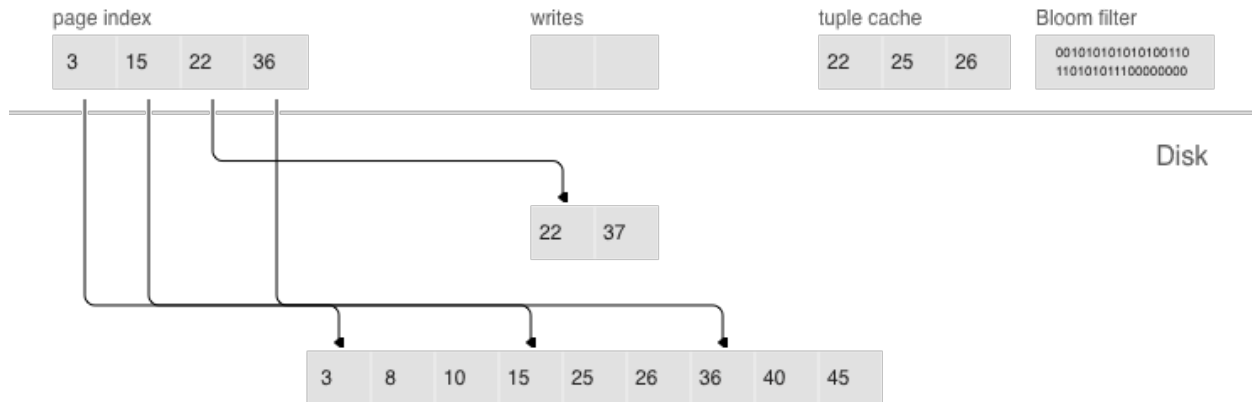 page index
writes
tuple cache
Bloom filter
3 15 22 36
22 25 26
001010101010100110
110101011100000000
Disk
22 37
3 8 10 15 25 26 36 40 45